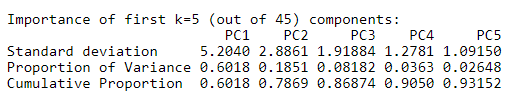 Importance of first k=5 (out of 45) components:
PC1 PC2 PC3 PC4 PC5
Standard deviation 5.2040 2.8861 1.91884 1.2781 1.09150
Proportion of Variance 0.6018 0.1851 0.08182 0.0363 0.02648
Cumulative Proportion 0.6018 0.7869 0.86874 0.9050 0.93152